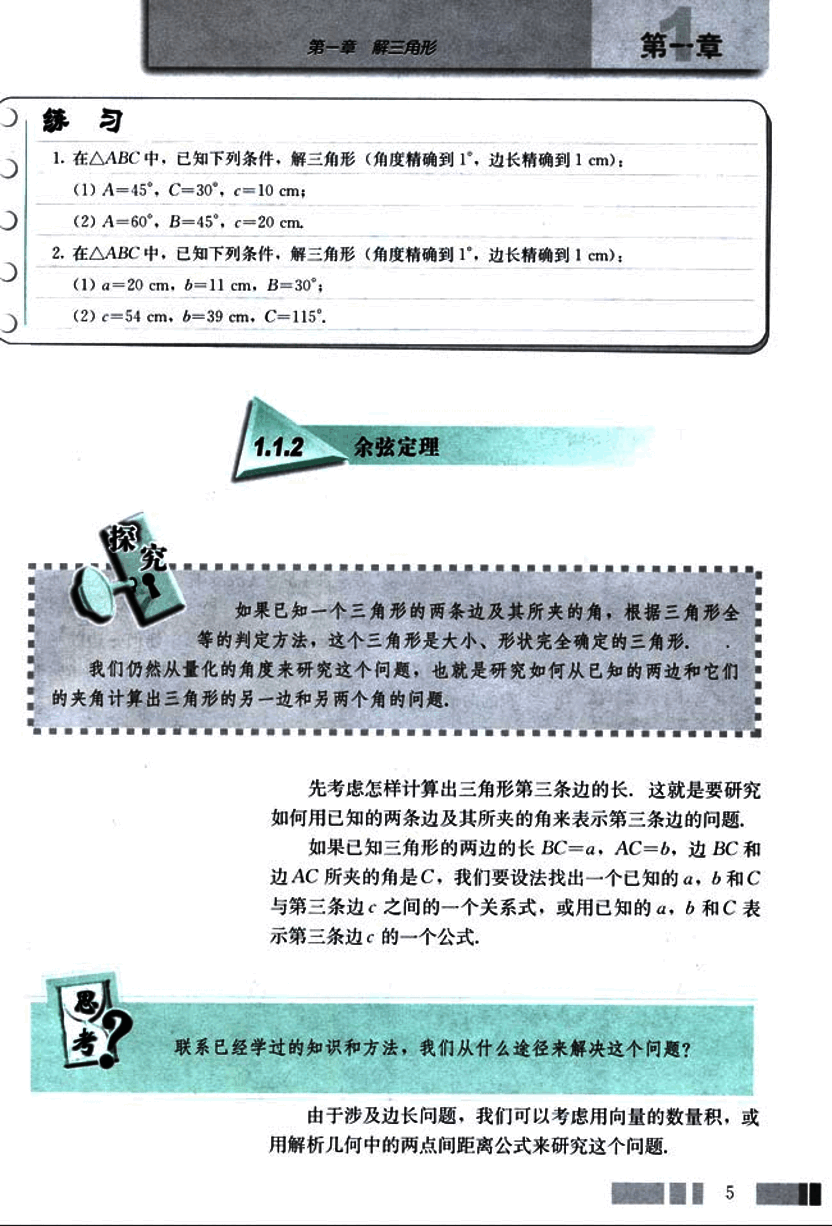 第一章 解三角形
第一章
练 习
1. 在△ABC中，已知下列条件，解三角形（角度精确到1°，边长精确到1 cm）：
(1) A=45°，C=30°，c=10 cm；
(2) A=60°，B=45°，c=20 cm.
2. 在△ABC中，已知下列条件，解三角形（角度精确到1°，边长精确到1 cm）：
(1) a=20 cm，b=11 cm，B=30°；
(2) c=54 cm，b=39 cm，C=115°.
1.1.2 余弦定理
探究
如果已知一个三角形的两条边及其所夹的角，根据三角形全
等的判定方法，这个三角形是大小、形状完全确定的三角形.
我们仍然从量化的角度来研究这个问题，也就是研究如何从已知的两边和它们
的夹角计算出三角形的另一边和另两个角的问题.
先考虑怎样计算出三角形第三条边的长．这就是要研究
如何用已知的两条边及其所夹的角来表示第三条边的问题.
如果已知三角形的两边的长 BC=a，AC=b，边 BC 和
边 AC 所夹的角是C，我们要设法找出一个已知的 a，b 和C
与第三条边 c 之间的一个关系式，或用已知的 a，b 和 C 表
示第三条边 c 的一个公式.
思考？
联系已经学过的知识和方法，我们从什么途径来解决这个问题？
由于涉及边长问题，我们可以考虑用向量的数量积，或
用解析几何中的两点间距离公式来研究这个问题.
5